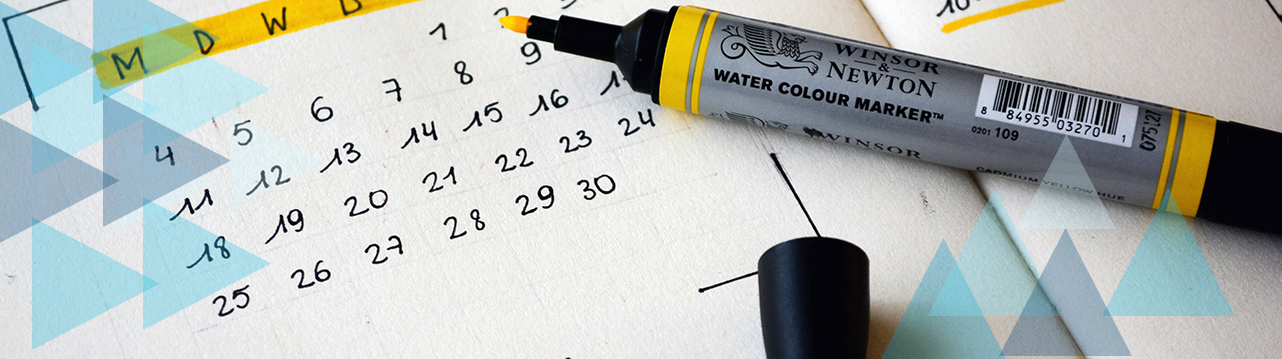 M D W D
1 2
4 5 6 7 8 9
11 12 13 14 15 16
18 19 20 21 22 23 24
25 26 27 28 29 30
WINSOR
&
NEWTON
WATER COLOUR MARKER™
WINSOR
8 84955 03270 1
0201 109
075127
CADMIUM YELLOW HUE